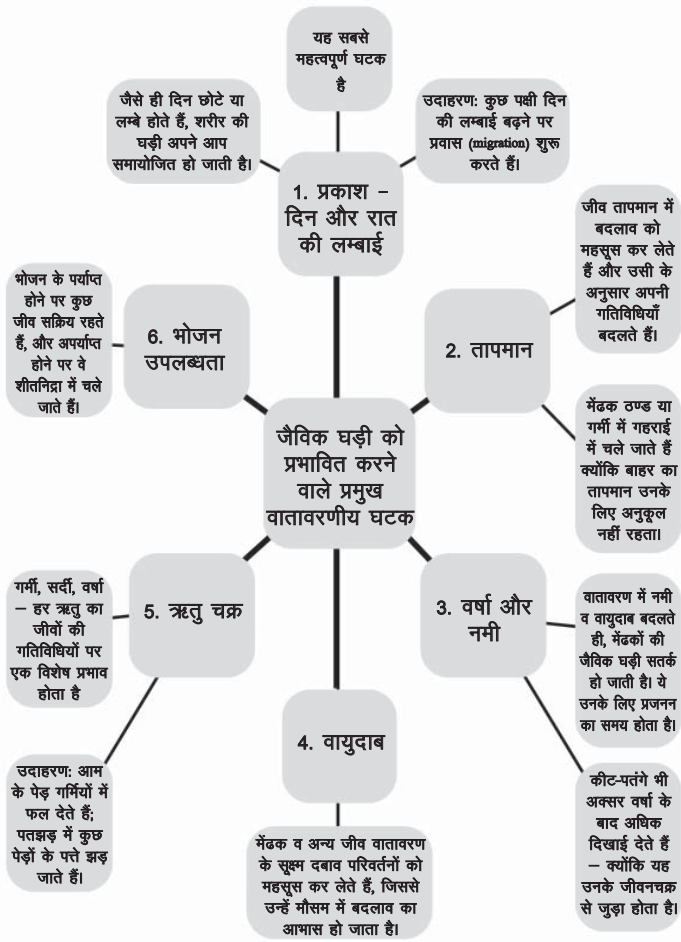 यह सबसे
महत्वपूर्ण घटक
है
जैसे ही दिन छोटे या
लम्बे होते हैं, शरीर की
घड़ी अपने आप
समायोजित हो जाती है।
उदाहरण: कुछ पक्षी दिन
की लम्बाई बढ़ने पर
प्रवास (migration) शुरू
करते हैं।
1. प्रकाश –
दिन और रात
की लम्बाई
जीव तापमान में
बदलाव को
महसूस कर लेते
हैं और उसी के
अनुसार अपनी
गतिविधियाँ
बदलते हैं।
2. तापमान
मेंढक ठण्ड या
गर्मी में गहराई
में चले जाते हैं
क्योंकि बाहर का
तापमान उनके
लिए अनुकूल
नहीं रहता।
भोजन के पर्याप्त
होने पर कुछ
जीव सक्रिय रहते
हैं, और अपर्याप्त
होने पर वे
शीतनिद्रा में चले
जाते हैं।
6. भोजन
उपलब्धता
जैविक घड़ी को
प्रभावित करने
वाले प्रमुख
वातावरणीय घटक
गर्मी, सर्दी, वर्षा
– हर ऋतु का
जीवों की
गतिविधियों पर
एक विशेष प्रभाव
होता है
5. ऋतु चक्र
उदाहरण: आम
के पेड़ गर्मियों में
फल देते हैं;
पतझड़ में कुछ
पेड़ों के पत्ते झड़
जाते हैं।
3. वर्षा और
नमी
वातावरण में नमी
व वायुदाब बदलते
ही, मेंढकों की
जैविक घड़ी सतर्क
हो जाती है। ये
उनके लिए प्रजनन
का समय होता है।
कीट-पतंगे भी
अक्सर वर्षा के
बाद अधिक
दिखाई देते हैं
– क्योंकि यह
उनके जीवनचक्र
से जुड़ा होता है।
4. वायुदाब
मेंढक व अन्य जीव वातावरण
के सूक्ष्म दबाव परिवर्तनों को
महसूस कर लेते हैं, जिससे
उन्हें मौसम में बदलाव का
आभास हो जाता है।